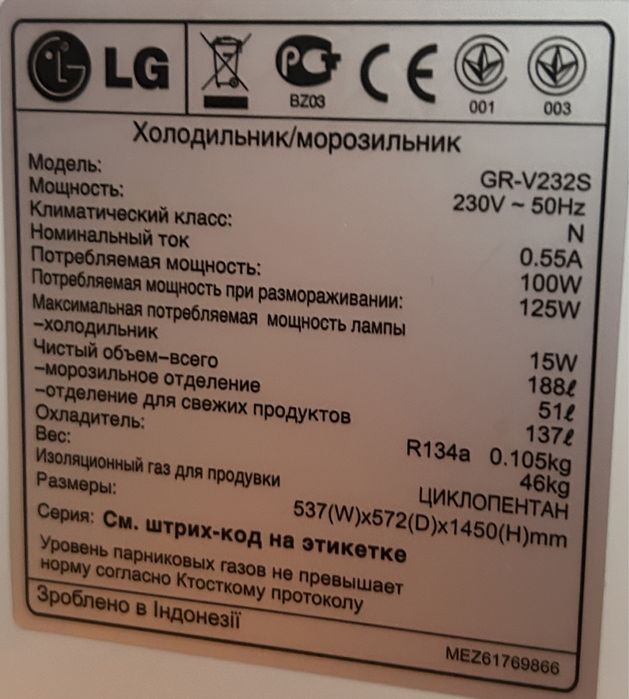 LG
PG BZ03 CE 001 003
Холодильник/морозильник
Модель: GR-V232S
Мощность: 230V ~ 50Hz
Климатический класс: N
Номинальный ток 0.55A
Потребляемая мощность: 100W
Потребляемая мощность при размораживании: 125W
Максимальная потребляемая мощность лампы
–холодильник 15W
Чистый объем–всего 188ℓ
–морозильное отделение 51ℓ
–отделение для свежих продуктов 137ℓ
Охладитель: R134a 0.105kg
Вес: 46kg
Изоляционный газ для продувки ЦИКЛОПЕНТАН
Размеры: 537(W)x572(D)x1450(H)mm
Серия: См. штрих-код на этикетке
Уровень парниковых газов не превышает
норму согласно Ктосткому протоколу
Зроблено в Індонезії MEZ61769866